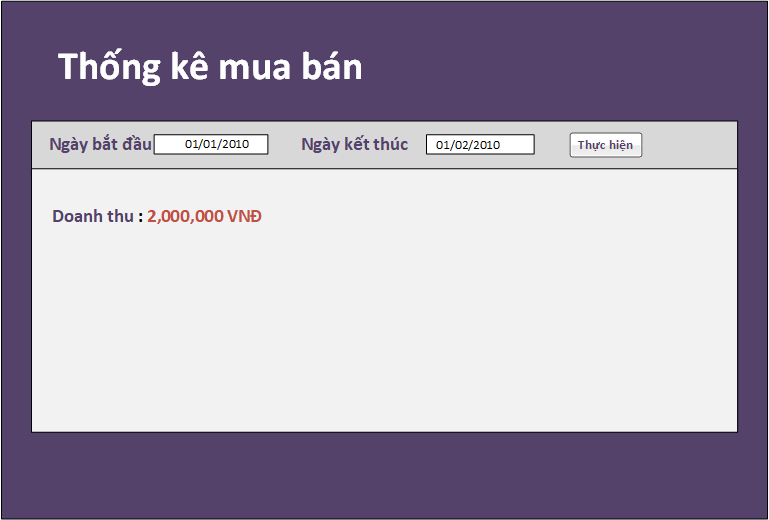 Thống kê mua bán
Ngày bắt đầu 01/01/2010 Ngày kết thúc 01/02/2010 Thực hiện
Doanh thu : 2,000,000 VNĐ